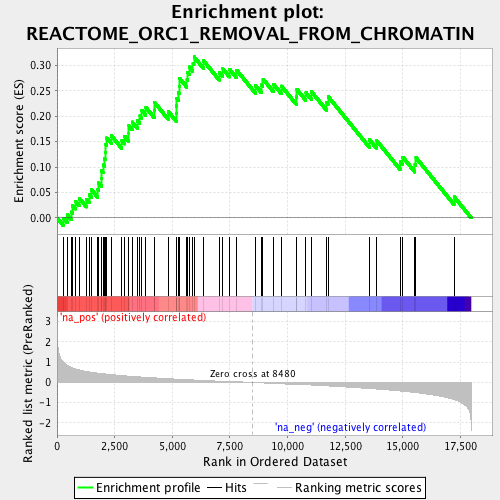 Enrichment plot:
REACTOME_ORC1_REMOVAL_FROM_CHROMATIN
Enrichment score (ES)
0.30
0.25
0.20
0.15
0.10
0.05
0.00
'na_pos' (positively correlated)
Ranked list metric (PreRanked)
3
2
1
0
-1
-2
Zero cross at 8480
'na_neg' (negatively correlated)
0
2,500
5,000
7,500
10,000
12,500
15,000
17,500
Rank in Ordered Dataset
Enrichment profile
Hits
Ranking metric scores